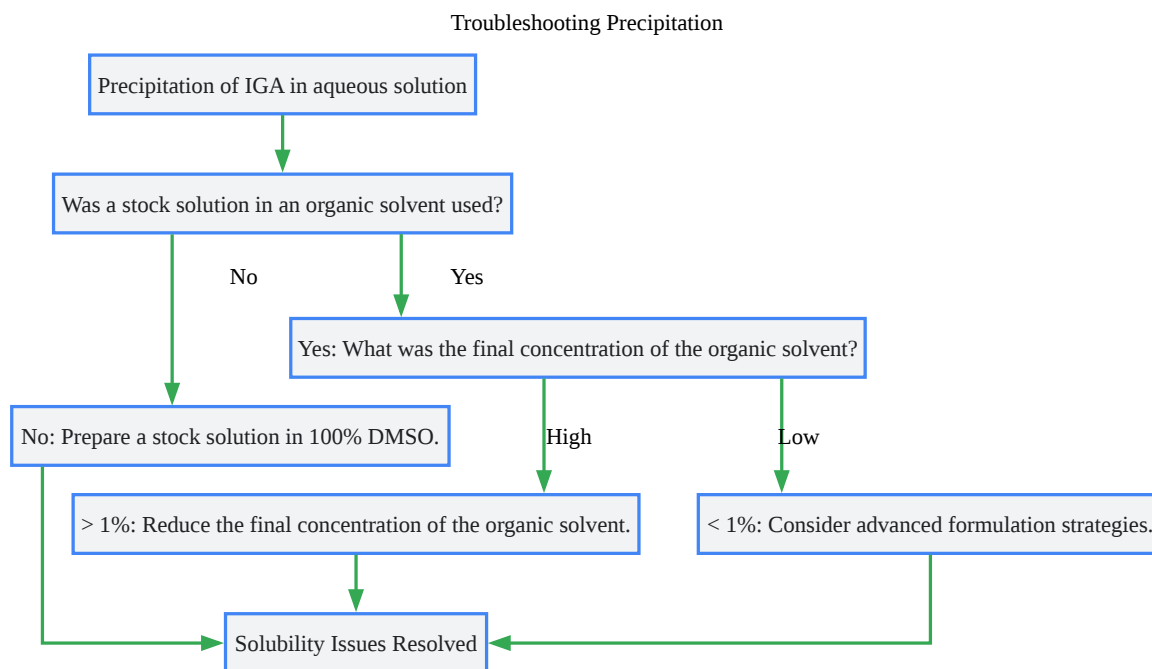 Troubleshooting Precipitation
Precipitation of IGA in aqueous solution
Was a stock solution in an organic solvent used?
No
Yes
Yes: What was the final concentration of the organic solvent?
No: Prepare a stock solution in 100% DMSO.
High
Low
> 1%: Reduce the final concentration of the organic solvent.
< 1%: Consider advanced formulation strategies.
Solubility Issues Resolved